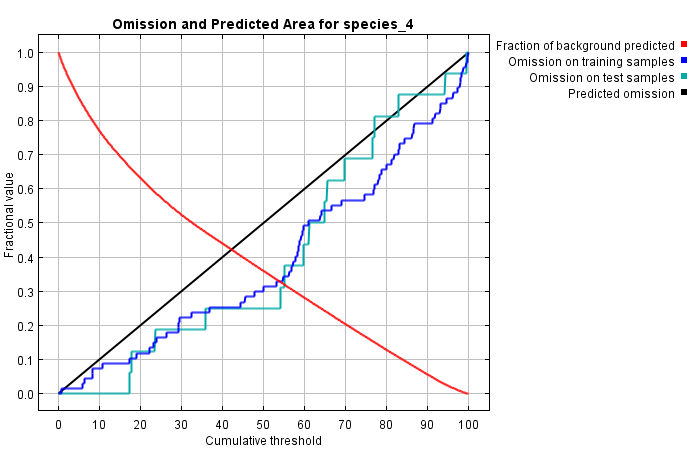 Omission and Predicted Area for species_4
Fraction of background predicted
Omission on training samples
Omission on test samples
Predicted omission
Fractional value
1.0
0.9
0.8
0.7
0.6
0.5
0.4
0.3
0.2
0.1
0.0
0 10 20 30 40 50 60 70 80 90 100
Cumulative threshold